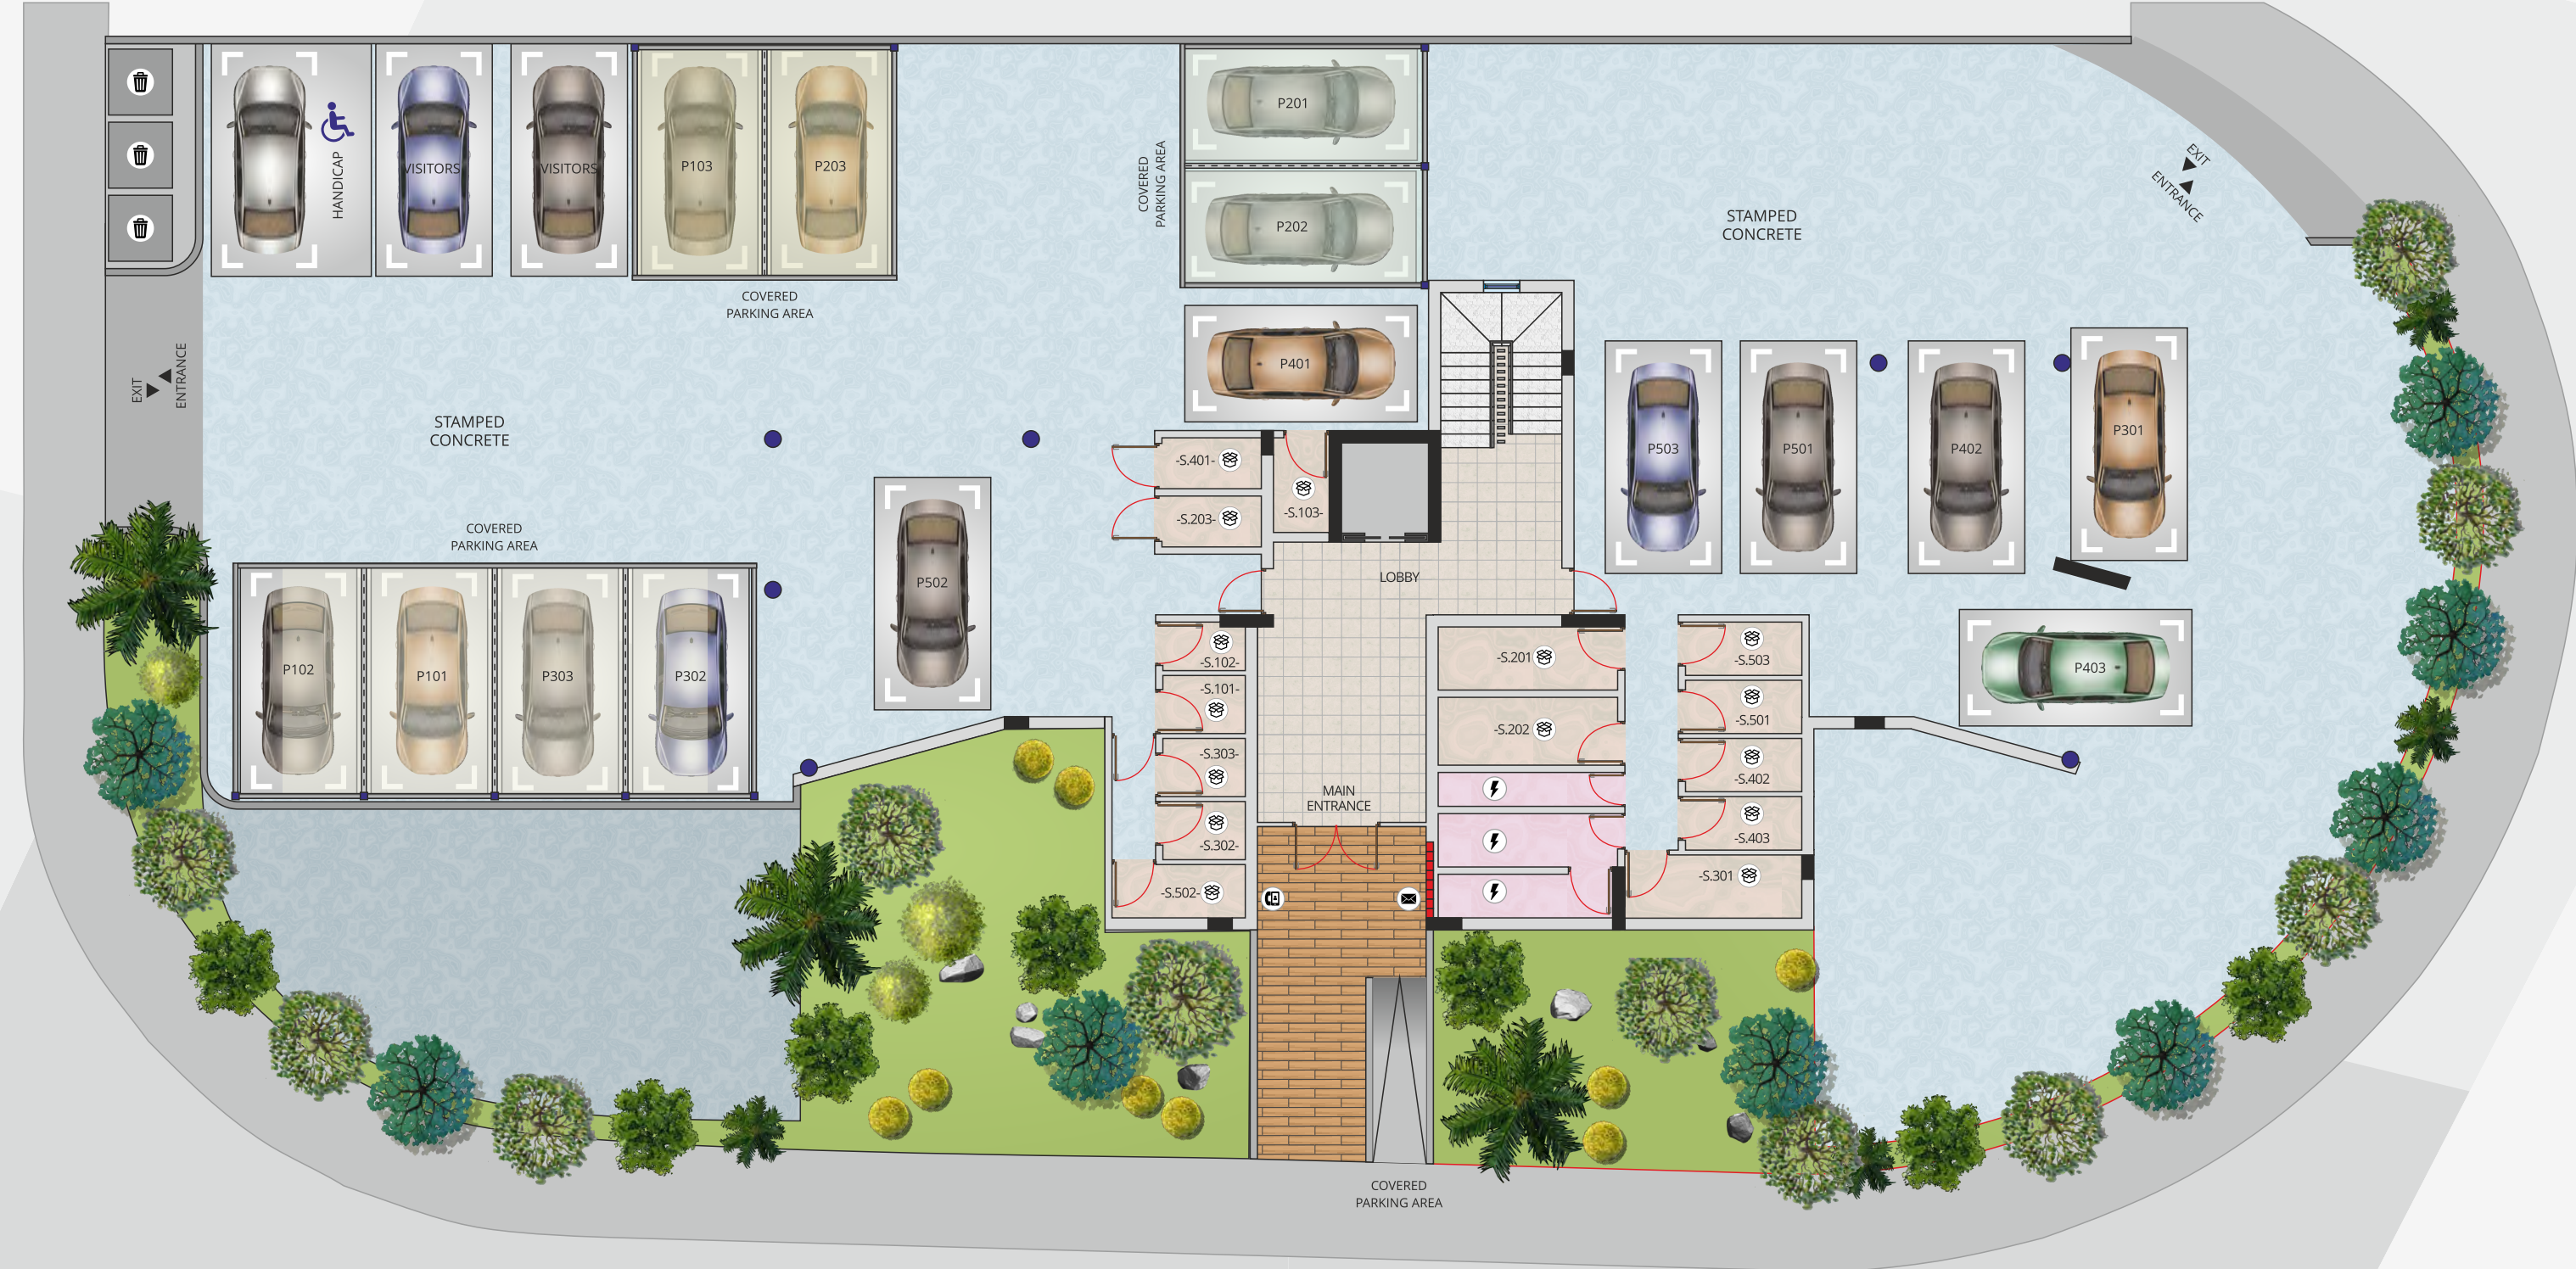 HANDICAP
VISITORS
VISITORS
P103
P203
COVERED
PARKING AREA
COVERED
PARKING AREA
P201
P202
P401
STAMPED
CONCRETE
EXIT
ENTRANCE
EXIT
ENTRANCE
STAMPED
CONCRETE
COVERED
PARKING AREA
P102
P101
P303
P302
P502
-S.401-
-S.203-
-S.103-
LOBBY
P503
P501
P402
P301
P403
-S.102-
-S.101-
-S.303-
-S.302-
-S.502-
MAIN
ENTRANCE
-S.201
-S.202
-S.503
-S.501
-S.402
-S.403
-S.301
COVERED
PARKING AREA